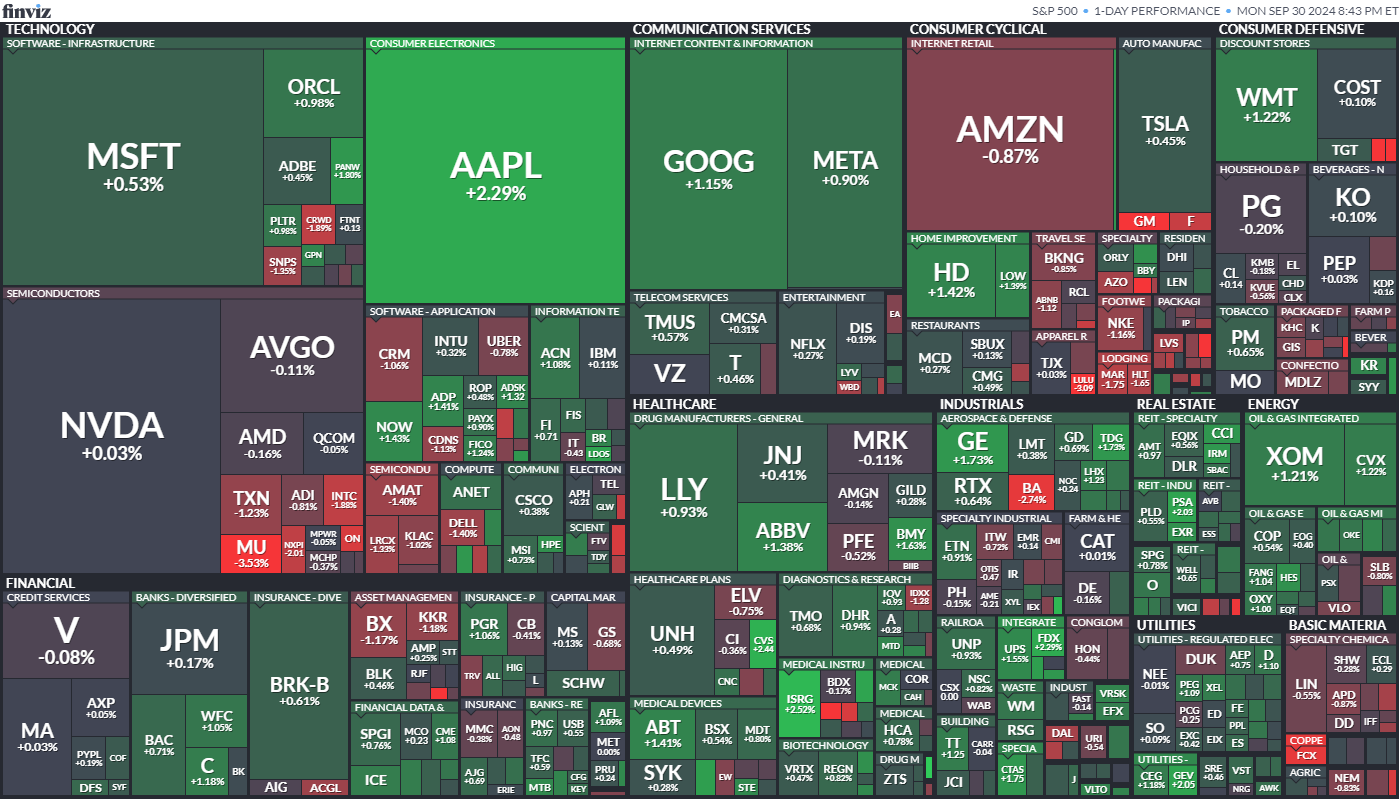 finviz
S&P 500 • 1-DAY PERFORMANCE • MON SEP 30 2024 8:43 PM ET
TECHNOLOGY
SOFTWARE - INFRASTRUCTURE
MSFT
+0.53%
ORCL
+0.98%
ADBE
+0.45%
PANW
+1.80%
PLTR
+0.98%
CRWD
-1.89%
FTNT
+0.13
SNPS
-1.35%
GPN
CONSUMER ELECTRONICS
AAPL
+2.29%
SEMICONDUCTORS
NVDA
+0.03%
AVGO
-0.11%
AMD
-0.16%
QCOM
-0.05%
TXN
-1.23%
ADI
-0.81%
INTC
-1.88%
MU
-3.53%
NXPI
-2.01
MPWR
-0.05%
ON
MCHP
-0.37%
SOFTWARE - APPLICATION
CRM
-1.06%
INTU
+0.32%
UBER
-0.78%
NOW
+1.43%
ADP
+1.41%
ROP
+0.48%
ADSK
+1.32
PAYX
+0.90%
CDNS
-1.13%
FICO
+1.24%
INFORMATION TE
ACN
+1.08%
IBM
+0.11%
FI
+0.71
FIS
IT
-0.43
BR
LDOS
SEMICONDU
AMAT
-1.40%
LRCX
-1.33%
KLAC
-1.02%
COMPUTE
ANET
DELL
-1.40%
COMMUNI
CSCO
+0.38%
MSI
+0.73%
HPE
ELECTRON
APH
+0.21
TEL
GLW
SCIENT
FTV
TDY
COMMUNICATION SERVICES
INTERNET CONTENT & INFORMATION
GOOG
+1.15%
META
+0.90%
TELECOM SERVICES
TMUS
+0.57%
CMCSA
+0.31%
VZ
T
+0.46%
ENTERTAINMENT
NFLX
+0.27%
DIS
+0.19%
LYV
WBD
EA
CONSUMER CYCLICAL
INTERNET RETAIL
AMZN
-0.87%
AUTO MANUFAC
TSLA
+0.45%
GM
F
HOME IMPROVEMENT
HD
+1.42%
LOW
+1.39%
TRAVEL SE
BKNG
-0.85%
ABNB
-1.12
RCL
SPECIALTY
ORLY
BBY
AZO
RESIDEN
DHI
LEN
RESTAURANTS
MCD
+0.27%
SBUX
+0.13%
CMG
+0.49%
APPAREL R
TJX
+0.03%
LULU
-3.09
FOOTWE
NKE
-1.16%
PACKAGI
IP
LVS
LODGING
MAR
-1.75
HLT
-1.65
CONSUMER DEFENSIVE
DISCOUNT STORES
WMT
+1.22%
COST
+0.10%
TGT
HOUSEHOLD & P
PG
-0.20%
CL
+0.14
KMB
-0.18%
EL
KVUE
-0.56%
CHD
CLX
BEVERAGES - N
KO
+0.10%
PEP
+0.03%
KDP
+0.16
TOBACCO
PM
+0.65%
MO
PACKAGED F
KHC
K
GIS
CONFECTIO
MDLZ
FARM P
BEVER
KR
SYY
FINANCIAL
CREDIT SERVICES
V
-0.08%
MA
+0.03%
AXP
+0.05%
PYPL
+0.19%
COF
DFS
SYF
BANKS - DIVERSIFIED
JPM
+0.17%
BAC
+0.71%
WFC
+1.05%
C
+1.18%
BK
INSURANCE - DIVE
BRK-B
+0.61%
AIG
ACGL
ASSET MANAGEMEN
BX
-1.17%
KKR
-1.18%
BLK
+0.46%
AMP
+0.25%
STT
RJF
INSURANCE - P
PGR
+1.06%
CB
-0.41%
TRV
ALL
HIG
L
CAPITAL MAR
MS
+0.13%
GS
-0.68%
SCHW
FINANCIAL DATA &
SPGI
+0.76%
MCO
+0.23
CME
+1.08
ICE
INSURANC
MMC
-0.38%
AON
-0.48
AJG
+0.69
ERIE
BANKS - RE
PNC
+0.97
USB
+0.55
TFC
+0.59
CFG
MTB
KEY
AFL
+1.09%
MET
0.00%
PRU
+0.24
HEALTHCARE
DRUG MANUFACTURERS - GENERAL
LLY
+0.93%
JNJ
+0.41%
ABBV
+1.38%
MRK
-0.11%
AMGN
-0.14%
GILD
+0.28%
PFE
-0.52%
BMY
+1.63%
BIIB
HEALTHCARE PLANS
UNH
+0.49%
ELV
-0.75%
CI
-0.36%
CVS
+2.44
CNC
DIAGNOSTICS & RESEARCH
TMO
+0.68%
DHR
+0.94%
IQV
+0.93
IDXX
-1.28
A
+0.28
MTD
MEDICAL DEVICES
ABT
+1.41%
BSX
+0.54%
MDT
+0.80%
SYK
+0.28%
EW
STE
MEDICAL INSTRU
ISRG
+2.52%
BDX
-0.17%
MEDICAL
MCK
COR
CAH
MEDICAL
HCA
+0.78%
BIOTECHNOLOGY
VRTX
+0.47%
REGN
+0.82%
DRUG M
ZTS
INDUSTRIALS
AEROSPACE & DEFENSE
GE
+1.73%
RTX
+0.64%
LMT
+0.38%
BA
-2.74%
GD
+0.69%
TDG
+1.73%
NOC
+0.24
LHX
+1.23
SPECIALTY INDUSTRIAL
ETN
+0.91%
ITW
-0.72%
EMR
+0.14
CMI
PH
-0.15%
OTIS
-0.47
IR
AME
-0.21
XYL
IEX
FARM & HE
CAT
+0.01%
DE
-0.16%
RAILROA
UNP
+0.93%
CSX
0.00
NSC
+0.82%
WAB
INTEGRATE
UPS
+1.55%
FDX
+2.29%
CONGLOM
HON
-0.44%
BUILDING
TT
+1.25
CARR
-0.04
JCI
WASTE
WM
RSG
INDUST
FAST
-0.14
VRSK
EFX
SPECIA
CTAS
+1.75
DAL
URI
-0.54
J
VLTO
REAL ESTATE
REIT - SPECIALTY
AMT
+0.97
EQIX
+0.56%
CCI
IRM
DLR
SBAC
REIT - INDU
PLD
+0.55%
PSA
+2.03
EXR
REIT -
AVB
ESS
SPG
+0.78%
O
REIT -
WELL
+0.65
VICI
ENERGY
OIL & GAS INTEGRATED
XOM
+1.21%
CVX
+1.22%
OIL & GAS E
COP
+0.54%
EOG
+0.40
FANG
+1.04
HES
OXY
+1.00
EQT
OIL & GAS MI
OKE
OIL &
PSX
VLO
SLB
-0.80%
UTILITIES
UTILITIES - REGULATED ELEC
NEE
-0.01%
SO
+0.09%
DUK
AEP
+0.75
D
+1.10
PEG
+1.09
XEL
PCG
-0.25
ED
FE
PPL
EXC
+0.42
EIX
ES
UTILITIES -
CEG
+1.18%
GEV
+2.05
SRE
+0.46
VST
NRG
AWK
BASIC MATERIA
SPECIALTY CHEMICA
LIN
-0.55%
SHW
-0.28%
ECL
+0.29
APD
-0.87%
DD
IFF
COPPE
FCX
AGRIC
NEM
-0.83%